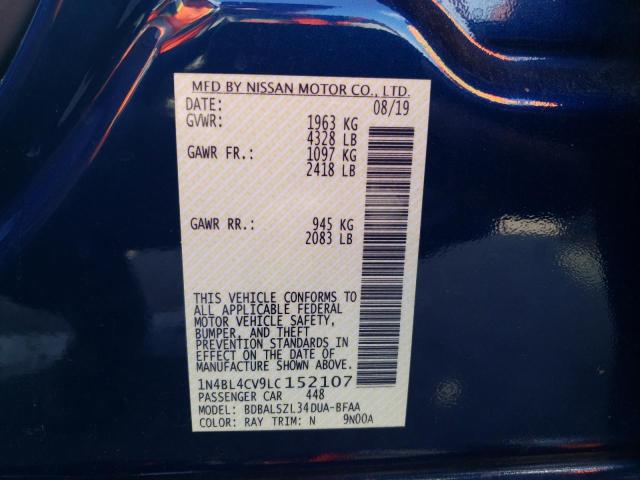 MFD BY NISSAN MOTOR CO., LTD.
DATE: 08/19
GVWR: 1963 KG
4328 LB
GAWR FR.: 1097 KG
2418 LB
GAWR RR.: 945 KG
2083 LB
THIS VEHICLE CONFORMS TO
ALL APPLICABLE FEDERAL
MOTOR VEHICLE SAFETY,
BUMPER, AND THEFT
PREVENTION STANDARDS IN
EFFECT ON THE DATE OF
MANUFACTURE SHOWN ABOVE.
1N4BL4CV9LC152107
PASSENGER CAR 448
MODEL: BDBALSZL34DUA-BFAA
COLOR: RAY TRIM: N 9N00A